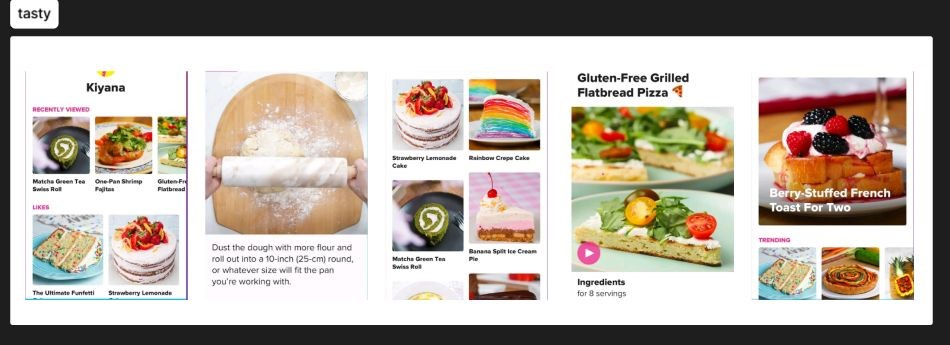 tasty
Kiyana
RECENTLY VIEWED
Matcha Green Tea
Swiss Roll
One-Pan Shrimp
Fajitas
Gluten-Fre
Flatbread
LIKES
The Ultimate Funfetti
Strawberry Lemonade
Dust the dough with more flour and
roll out into a 10-inch (25-cm) round,
or whatever size will fit the pan
you're working with.
Strawberry Lemonade
Cake
Rainbow Crepe Cake
Matcha Green Tea
Swiss Roll
Banana Split Ice Cream
Pie
Gluten-Free Grilled
Flatbread Pizza 🍕
Ingredients
for 8 servings
Berry-Stuffed French
Toast For Two
TRENDING